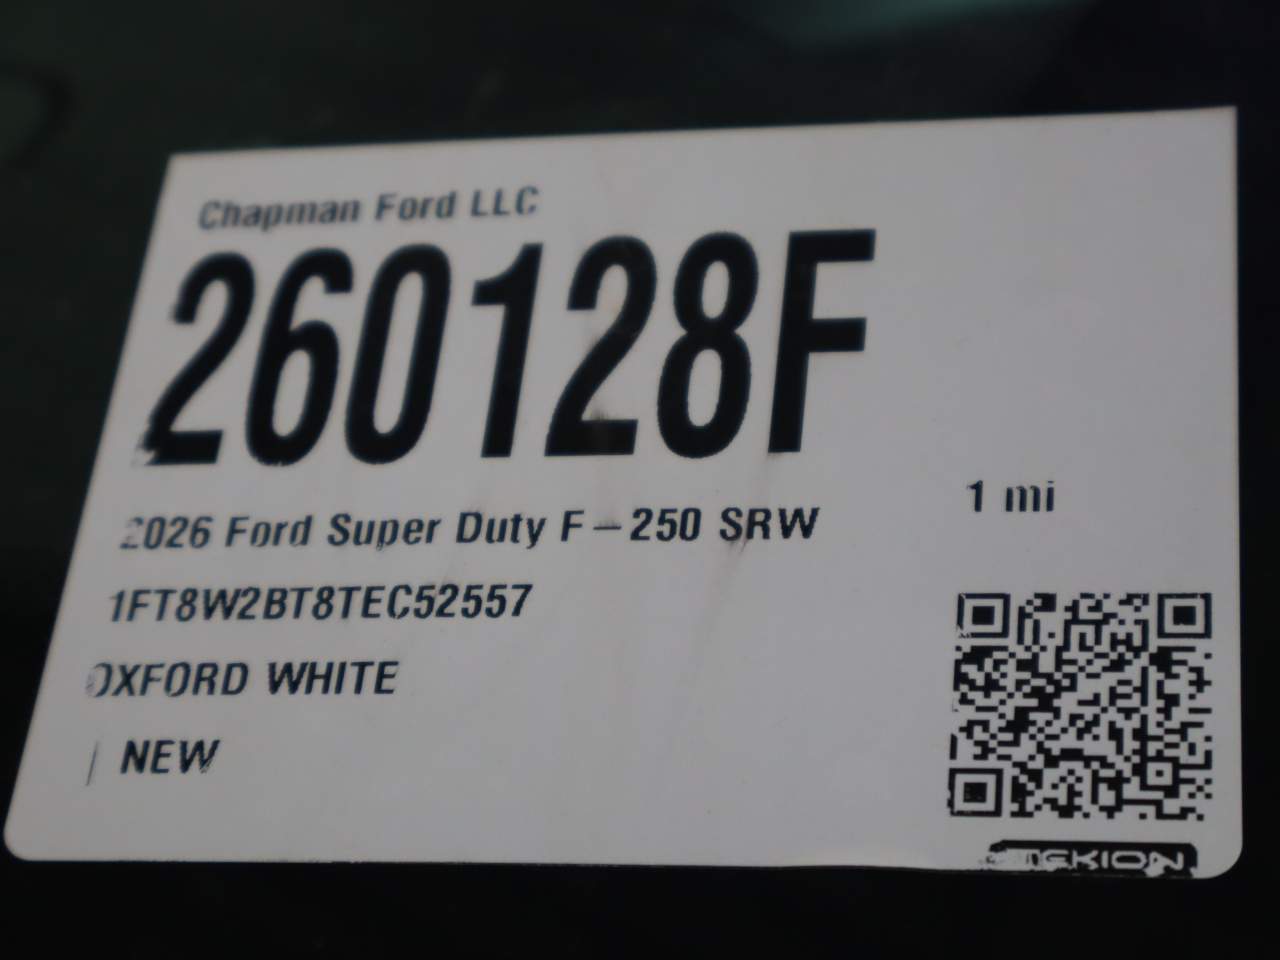 Chapman Ford LLC
260128F
2026 Ford Super Duty F-250 SRW
1 mi
1FT8W2BT8TEC52557
OXFORD WHITE
| NEW
TEKION